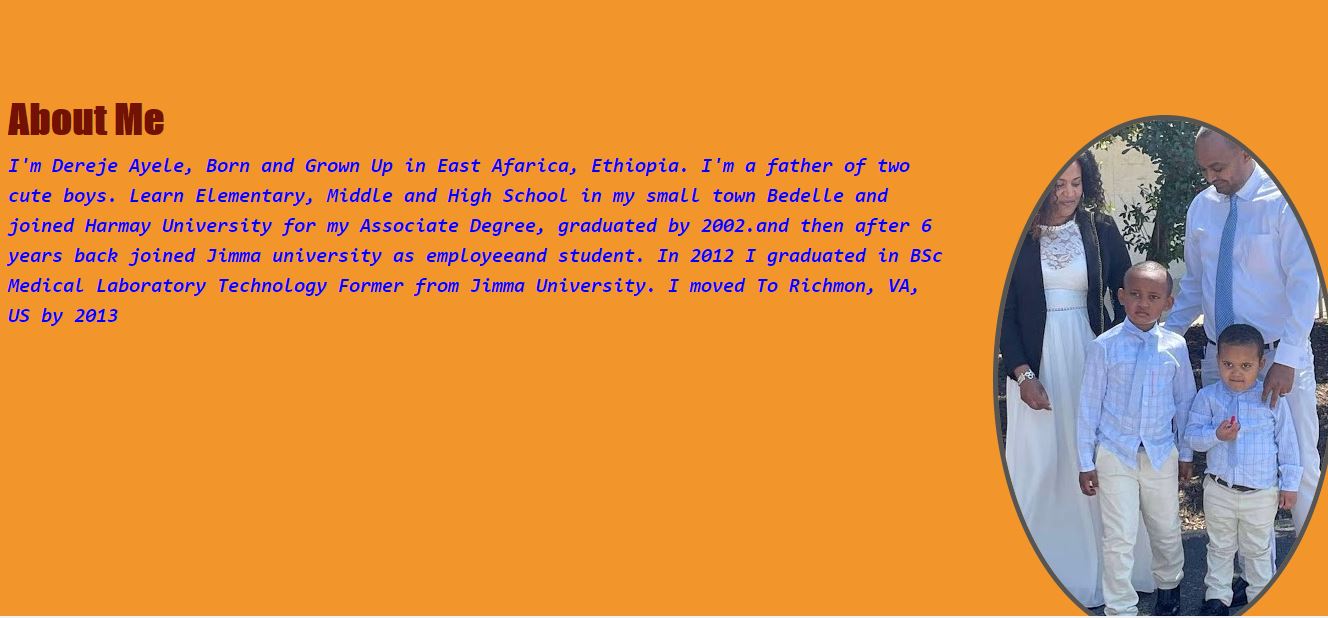 About Me
I'm Dereje Ayele, Born and Grown Up in East Afarica, Ethiopia. I'm a father of two
cute boys. Learn Elementary, Middle and High School in my small town Bedelle and
joined Harmay University for my Associate Degree, graduated by 2002.and then after 6
years back joined Jimma university as employeeand student. In 2012 I graduated in BSc
Medical Laboratory Technology Former from Jimma University. I moved To Richmon, VA,
US by 2013